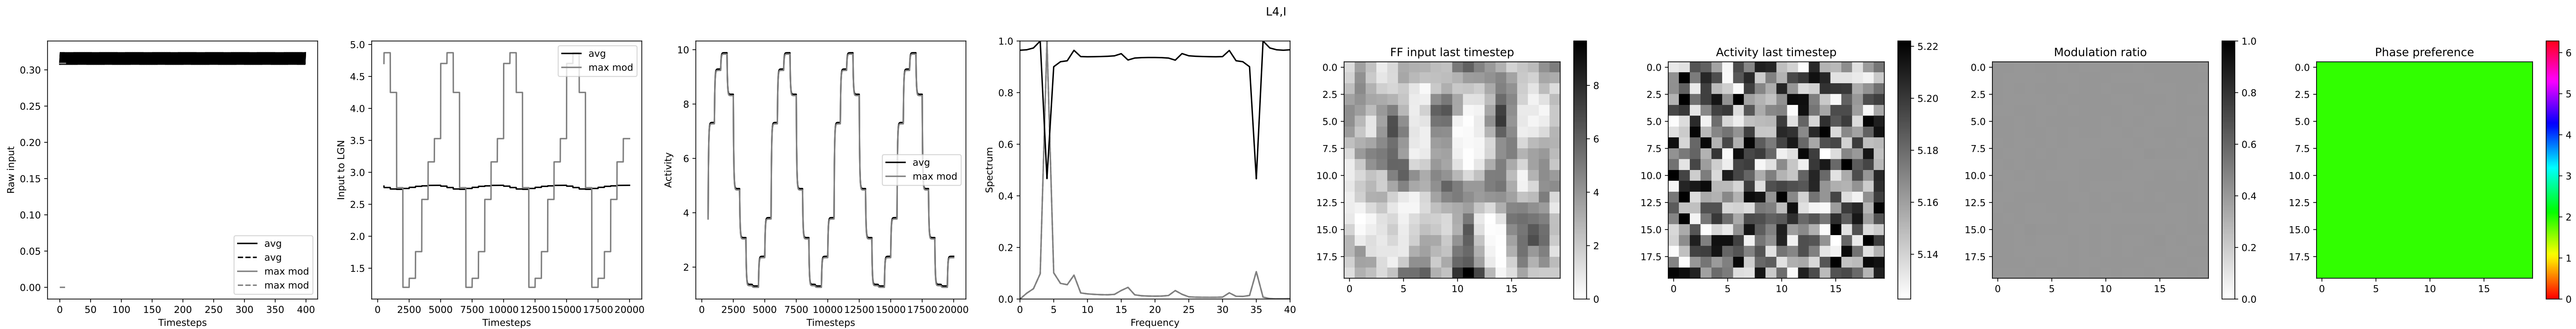 L4,I
Raw input
0.30
0.25
0.20
0.15
0.10
0.05
0.00
avg
avg
max mod
max mod
0 50 100 150 200 250 300 350 400
Timesteps
Input to LGN
5.0
4.5
4.0
3.5
3.0
2.5
2.0
1.5
avg
max mod
0 2500 5000 7500 10000 12500 15000 17500 20000
Timesteps
Activity
10
8
6
4
2
avg
max mod
0 2500 5000 7500 10000 12500 15000 17500 20000
Timesteps
Spectrum
1.0
0.8
0.6
0.4
0.2
0.0
0 5 10 15 20 25 30 35 40
Frequency
FF input last timestep
0.0
2.5
5.0
7.5
10.0
12.5
15.0
17.5
0 5 10 15
8
6
4
2
0
Activity last timestep
0.0
2.5
5.0
7.5
10.0
12.5
15.0
17.5
0 5 10 15
5.22
5.20
5.18
5.16
5.14
Modulation ratio
0.0
2.5
5.0
7.5
10.0
12.5
15.0
17.5
0 5 10 15
1.0
0.8
0.6
0.4
0.2
0.0
Phase preference
0.0
2.5
5.0
7.5
10.0
12.5
15.0
17.5
0 5 10 15
6
5
4
3
2
1
0